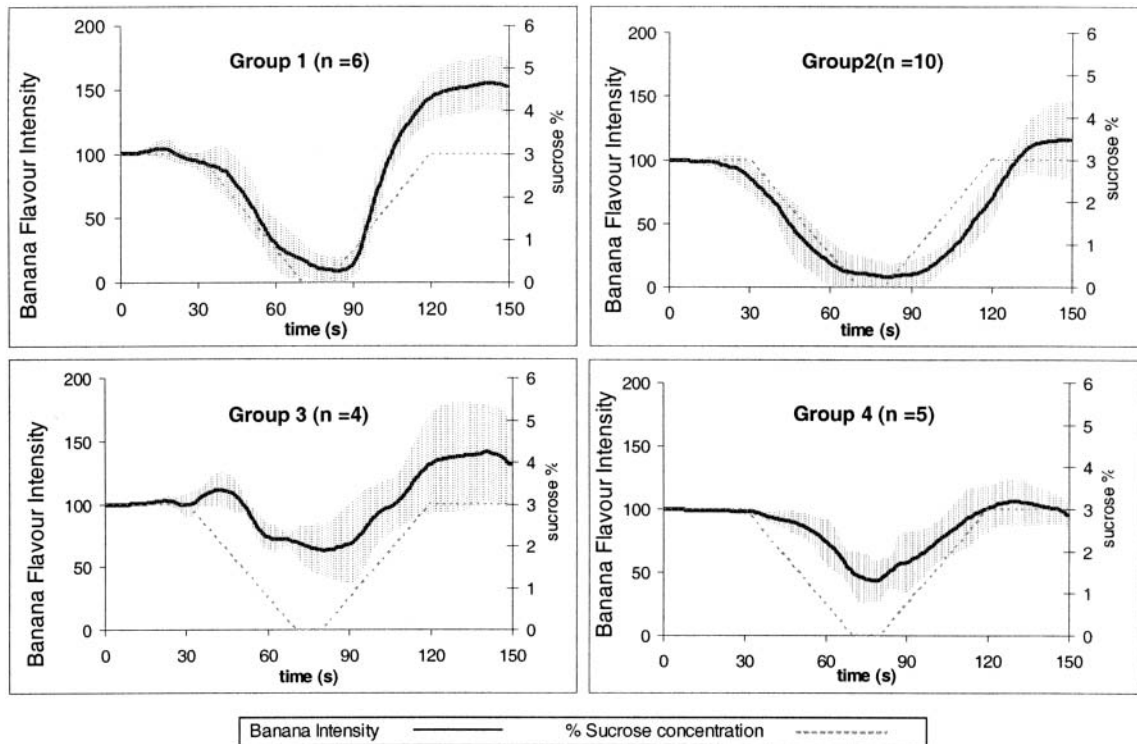 Group 1 (n =6)
Banana Flavour Intensity
200
150
100
50
0
6
5
4
3
2
1
0
sucrose %
0 30 60 90 120 150
time (s)
Group2(n =10)
Banana Flavour Intensity
200
150
100
50
0
6
5
4
3
2
1
0
sucrose %
0 30 60 90 120 150
time (s)
Group 3 (n =4)
Banana Flavour Intensity
200
150
100
50
0
6
5
4
3
2
1
0
sucrose %
0 30 60 90 120 150
time (s)
Group 4 (n =5)
Banana Flavour Intensity
200
150
100
50
0
6
5
4
3
2
1
0
sucrose %
0 30 60 90 120 150
time (s)
Banana Intensity % Sucrose concentration